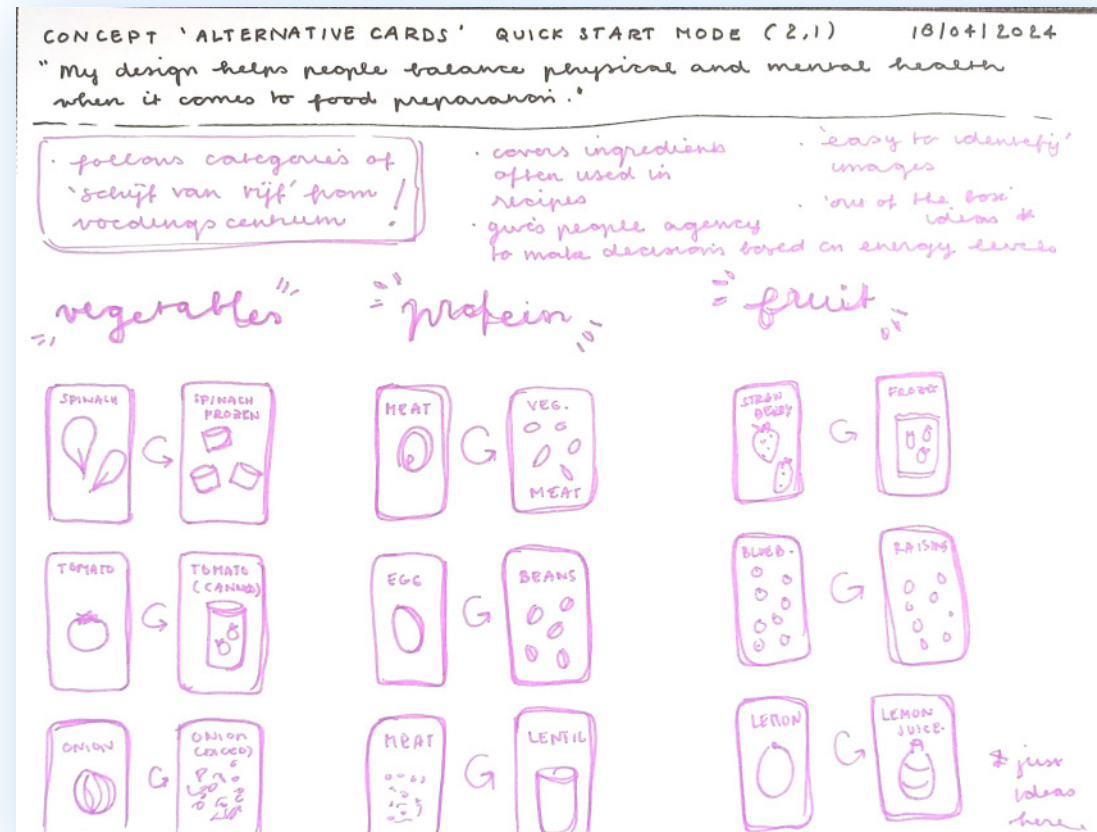 CONCEPT 'ALTERNATIVE CARDS' QUICK START MODE (2,1) 18/04/2024
"My design helps people balance physical and mental health
when it comes to food preparation."
· follows categories of
'schijf van vijf' from
voedingscentrum !
· covers ingredients
often used in
recipes
· gives people agency
to make decisions based on energy levels
· 'easy to identify'
images
· 'out of the box'
ideas *
vegetables
protein
fruit
SPINACH
SPINACH
FROZEN
MEAT
VEG.
MEAT
STRAW
BERRY
FROZEN
TOMATO
TOMATO
(CANNED)
EGG
BEANS
BLUEB.
RAISINS
ONION
ONION
(DICED)
MEAT
LENTIL
LEMON
LEMON
JUICE
* just
ideas
here